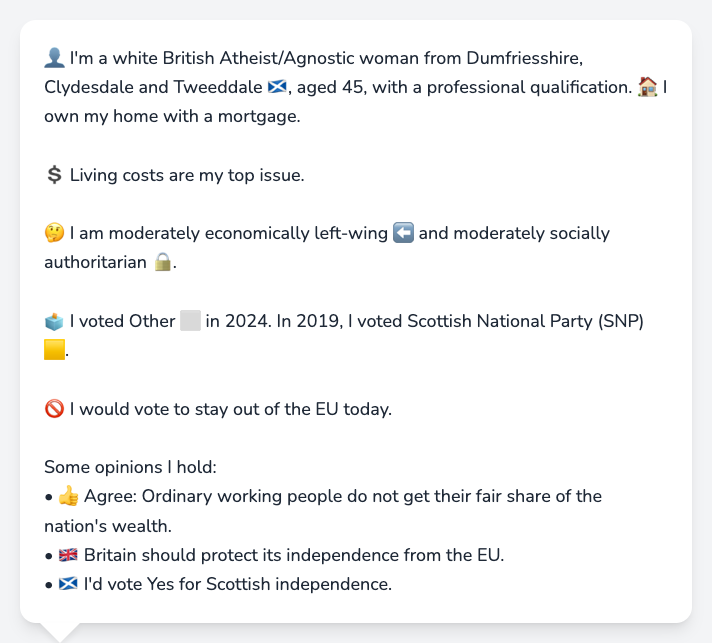 👤 I'm a white British Atheist/Agnostic woman from Dumfriesshire,
Clydesdale and Tweeddale 🏴󠁧󠁢󠁳󠁣󠁴󠁿, aged 45, with a professional qualification. 🏠 I
own my home with a mortgage.
💲 Living costs are my top issue.
🤔 I am moderately economically left-wing ⬅️ and moderately socially
authoritarian 🔒.
🗳️ I voted Other ⬜ in 2024. In 2019, I voted Scottish National Party (SNP)
🟨.
🚫 I would vote to stay out of the EU today.
Some opinions I hold:
• 👍 Agree: Ordinary working people do not get their fair share of the
nation's wealth.
• 🇬🇧 Britain should protect its independence from the EU.
• 🏴󠁧󠁢󠁳󠁣󠁴󠁿 I'd vote Yes for Scottish independence.